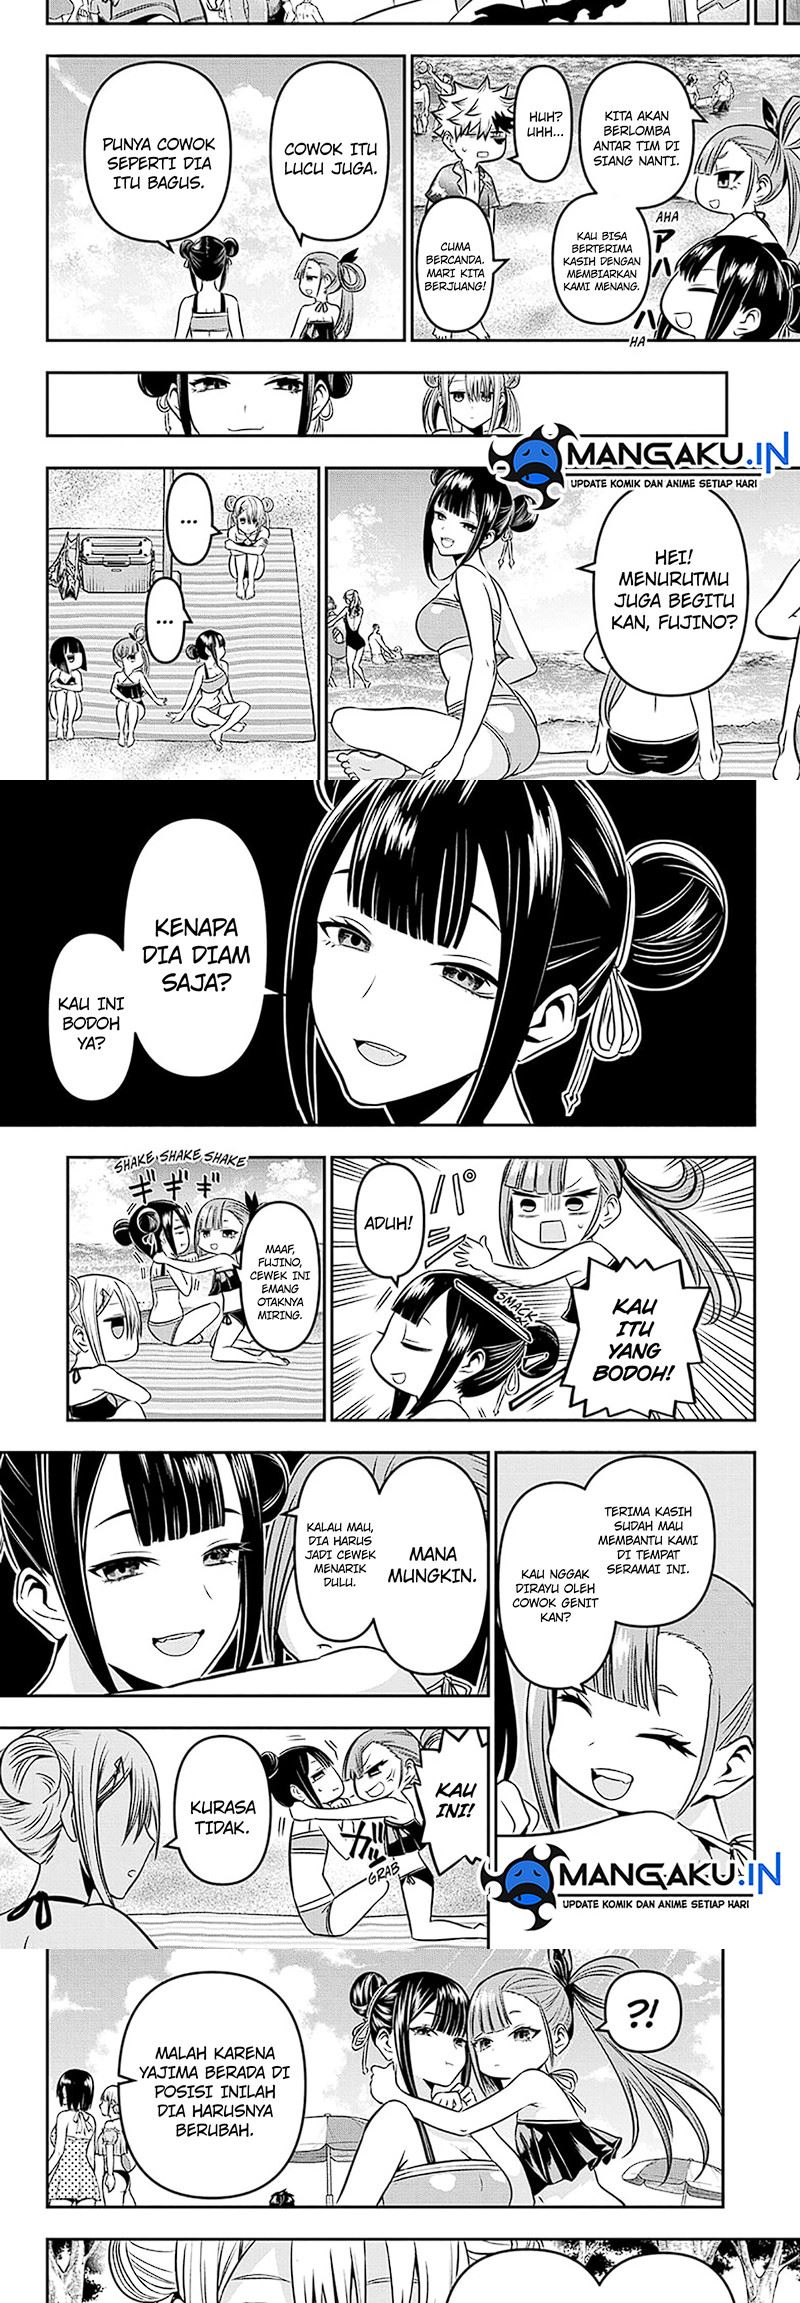 KITA AKAN
BERLOMBA
ANTAR TIM DI
SIANG NANTI.
HUH?
UHH...
KAU BISA
BERTERIMA
KASIH DENGAN
MEMBIARKAN
KAMI MENANG.
AHA
アハハ
HA
CUMA
BERCANDA.
MARI KITA
BERJUANG!
COWOK ITU
LUCU JUGA.
PUNYA COWOK
SEPERTI DIA
ITU BAGUS.
MANGAKU.IN
UPDATE KOMIK DAN ANIME SETIAP HARI
HEI!
MENURUTMU
JUGA BEGITU
KAN, FUJINO?
...
...
KENAPA
DIA DIAM
SAJA?
KAU INI
BODOH
YA?
KAU
ITU
YANG
BODOH!
ADUH!
SMACK
SHAKE SHAKE SHAKE
ギギギ
MAAF,
FUJINO,
CEWEK INI
EMANG
OTAKNYA
MIRING.
TERIMA KASIH
SUDAH MAU
MEMBANTU KAMI
DI TEMPAT
SERAMAI INI.
KAU NGGAK
DIRAYU OLEH
COWOK GENIT
KAN?
MANA
MUNGKIN.
KALAU MAU,
DIA HARUS
JADI CEWEK
MENARIK
DULU.
KAU
INI!
GRAB
KURASA
TIDAK.
MANGAKU.IN
UPDATE KOMIK DAN ANIME SETIAP HARI
?!
MALAH KARENA
YAJIMA BERADA DI
POSISI INILAH
DIA HARUSNYA
BERUBAH.